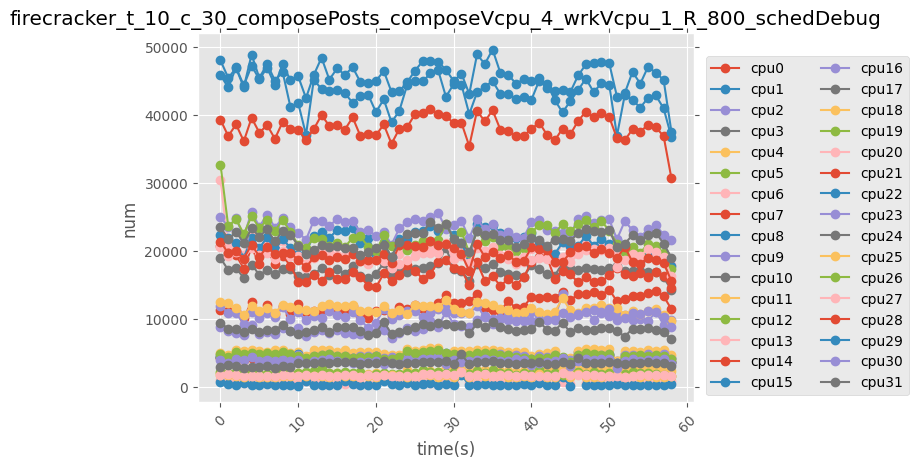 firecracker_t_10_c_30_composePosts_composeVcpu_4_wrkVcpu_1_R_800_schedDebug
50000
40000
30000
20000
10000
0
num
0
10
20
30
40
50
60
time(s)
cpu0
cpu1
cpu2
cpu3
cpu4
cpu5
cpu6
cpu7
cpu8
cpu9
cpu10
cpu11
cpu12
cpu13
cpu14
cpu15
cpu16
cpu17
cpu18
cpu19
cpu20
cpu21
cpu22
cpu23
cpu24
cpu25
cpu26
cpu27
cpu28
cpu29
cpu30
cpu31